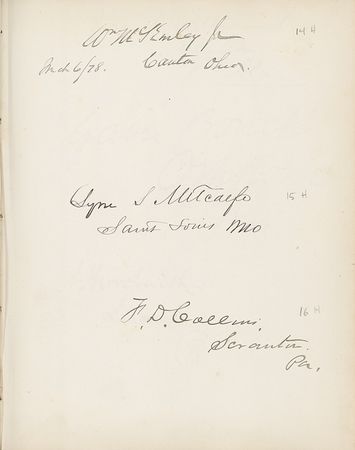 Wm McKinley Jr
14 H
Mch 6/78. Canton Ohio.
Lyne S Metcalfe
15 H
Saint Louis Mo
F. D. Collins.
16 H
Scranton.
Pa.